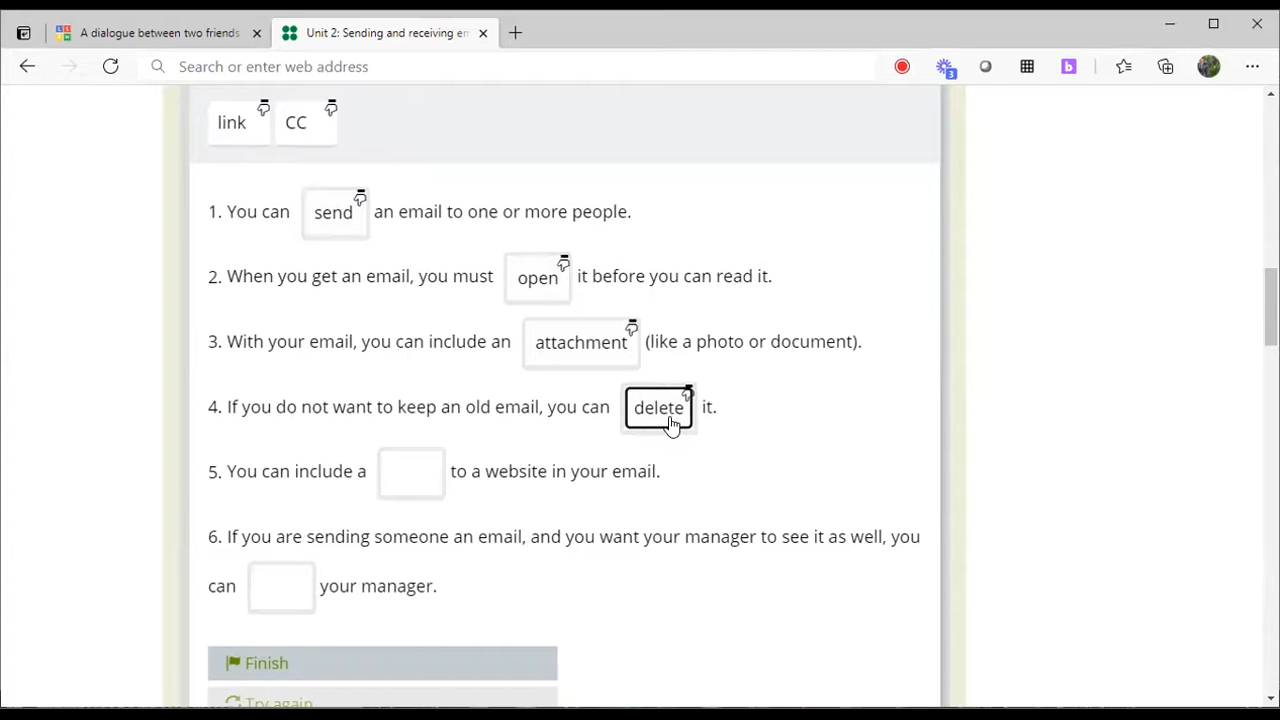 A dialogue between two friends
Unit 2: Sending and receiving em
Search or enter web address
3
b
link CC
1. You can send an email to one or more people.
2. When you get an email, you must open it before you can read it.
3. With your email, you can include an attachment (like a photo or document).
4. If you do not want to keep an old email, you can delete it.
5. You can include a to a website in your email.
6. If you are sending someone an email, and you want your manager to see it as well, you
can your manager.
Finish
Try again